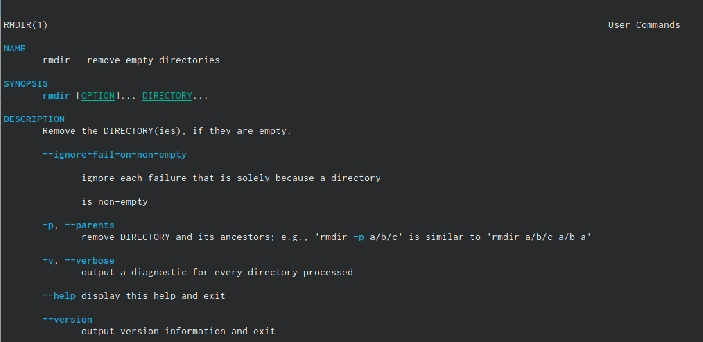 RMDIR(1) User Commands
NAME
rmdir - remove empty directories
SYNOPSIS
rmdir [OPTION]... DIRECTORY...
DESCRIPTION
Remove the DIRECTORY(ies), if they are empty.
--ignore-fail-on-non-empty
ignore each failure that is solely because a directory
is non-empty
-p, --parents
remove DIRECTORY and its ancestors; e.g., 'rmdir -p a/b/c' is similar to 'rmdir a/b/c a/b a'
-v, --verbose
output a diagnostic for every directory processed
--help display this help and exit
--version
output version information and exit